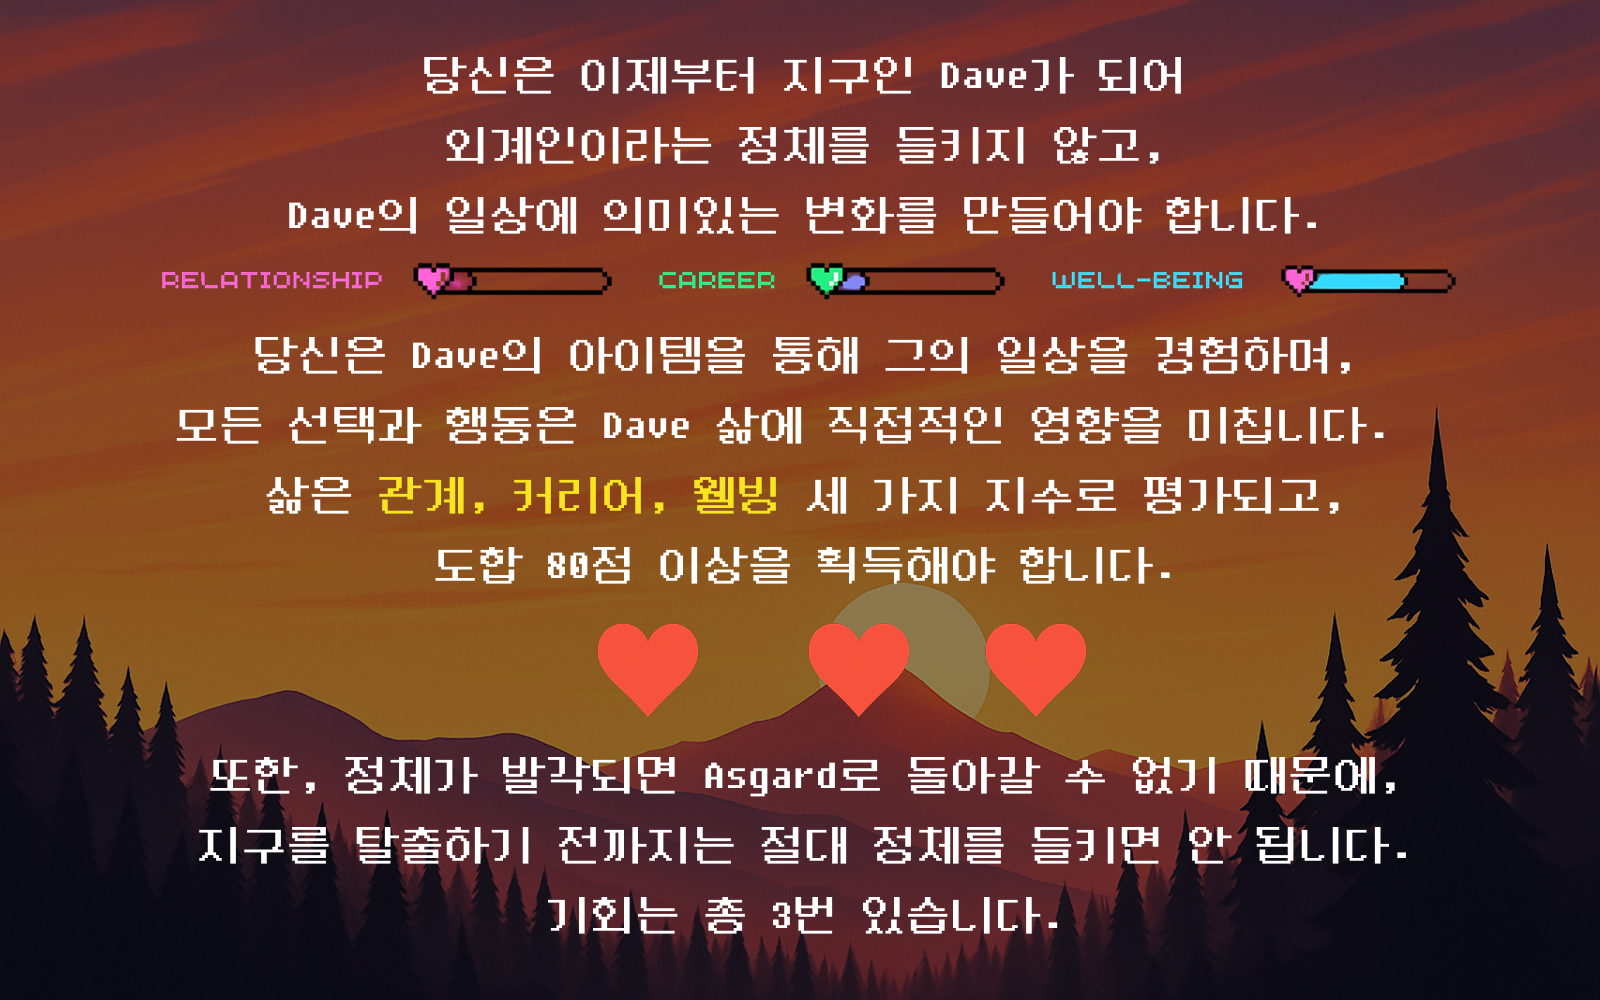 당신은 이제부터 지구인 Dave가 되어
외계인이라는 정체를 들키지 않고,
Dave의 일상에 의미있는 변화를 만들어야 합니다.
RELATIONSHIP CAREER WELL-BEING
당신은 Dave의 아이템을 통해 그의 일상을 경험하며,
모든 선택과 행동은 Dave 삶에 직접적인 영향을 미칩니다.
삶은 관계, 커리어, 웰빙 세 가지 지수로 평가되고,
도합 80점 이상을 획득해야 합니다.
또한, 정체가 발각되면 Asgard로 돌아갈 수 없기 때문에,
지구를 탈출하기 전까지는 절대 정체를 들키면 안 됩니다.
기회는 총 3번 있습니다.